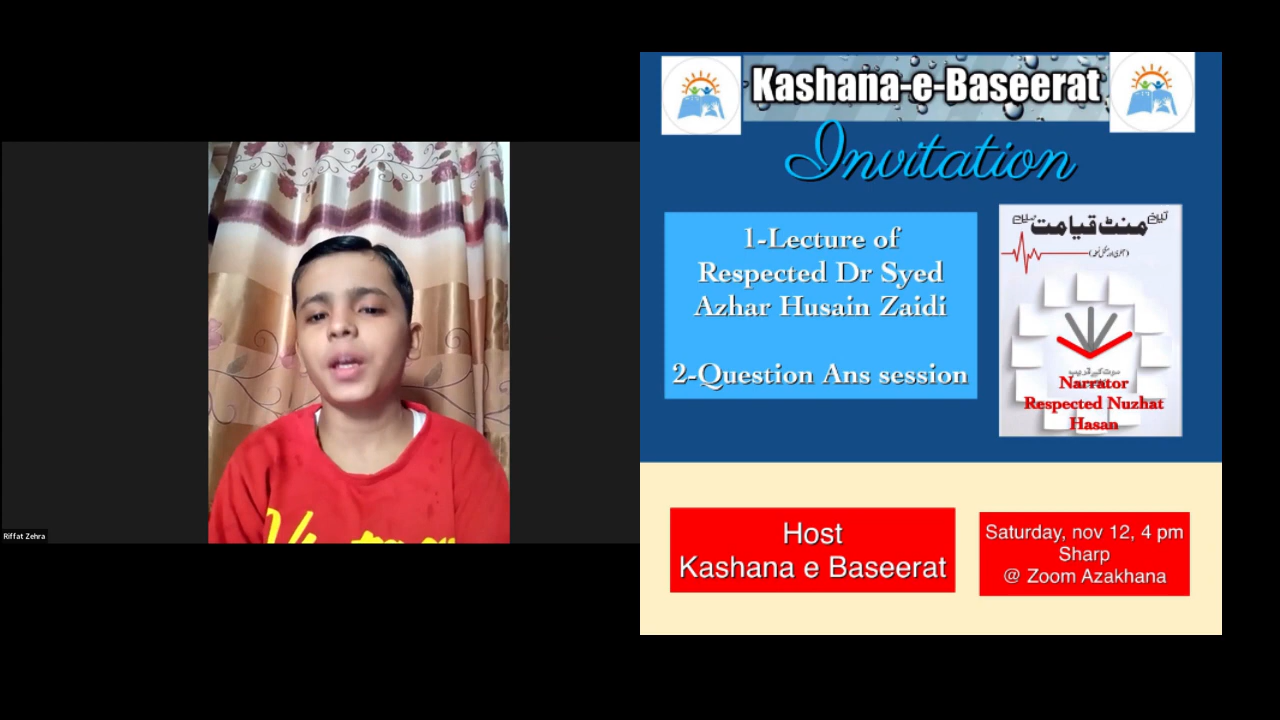 Riffat Zehra
Kashana-e-Baseerat
Invitation
1-Lecture of
Respected Dr Syed
Azhar Husain Zaidi
2-Question Ans session
منٹ قیامت
Narrator
Respected Nuzhat
Hasan
Host
Kashana e Baseerat
Saturday, nov 12, 4 pm
Sharp
@ Zoom Azakhana